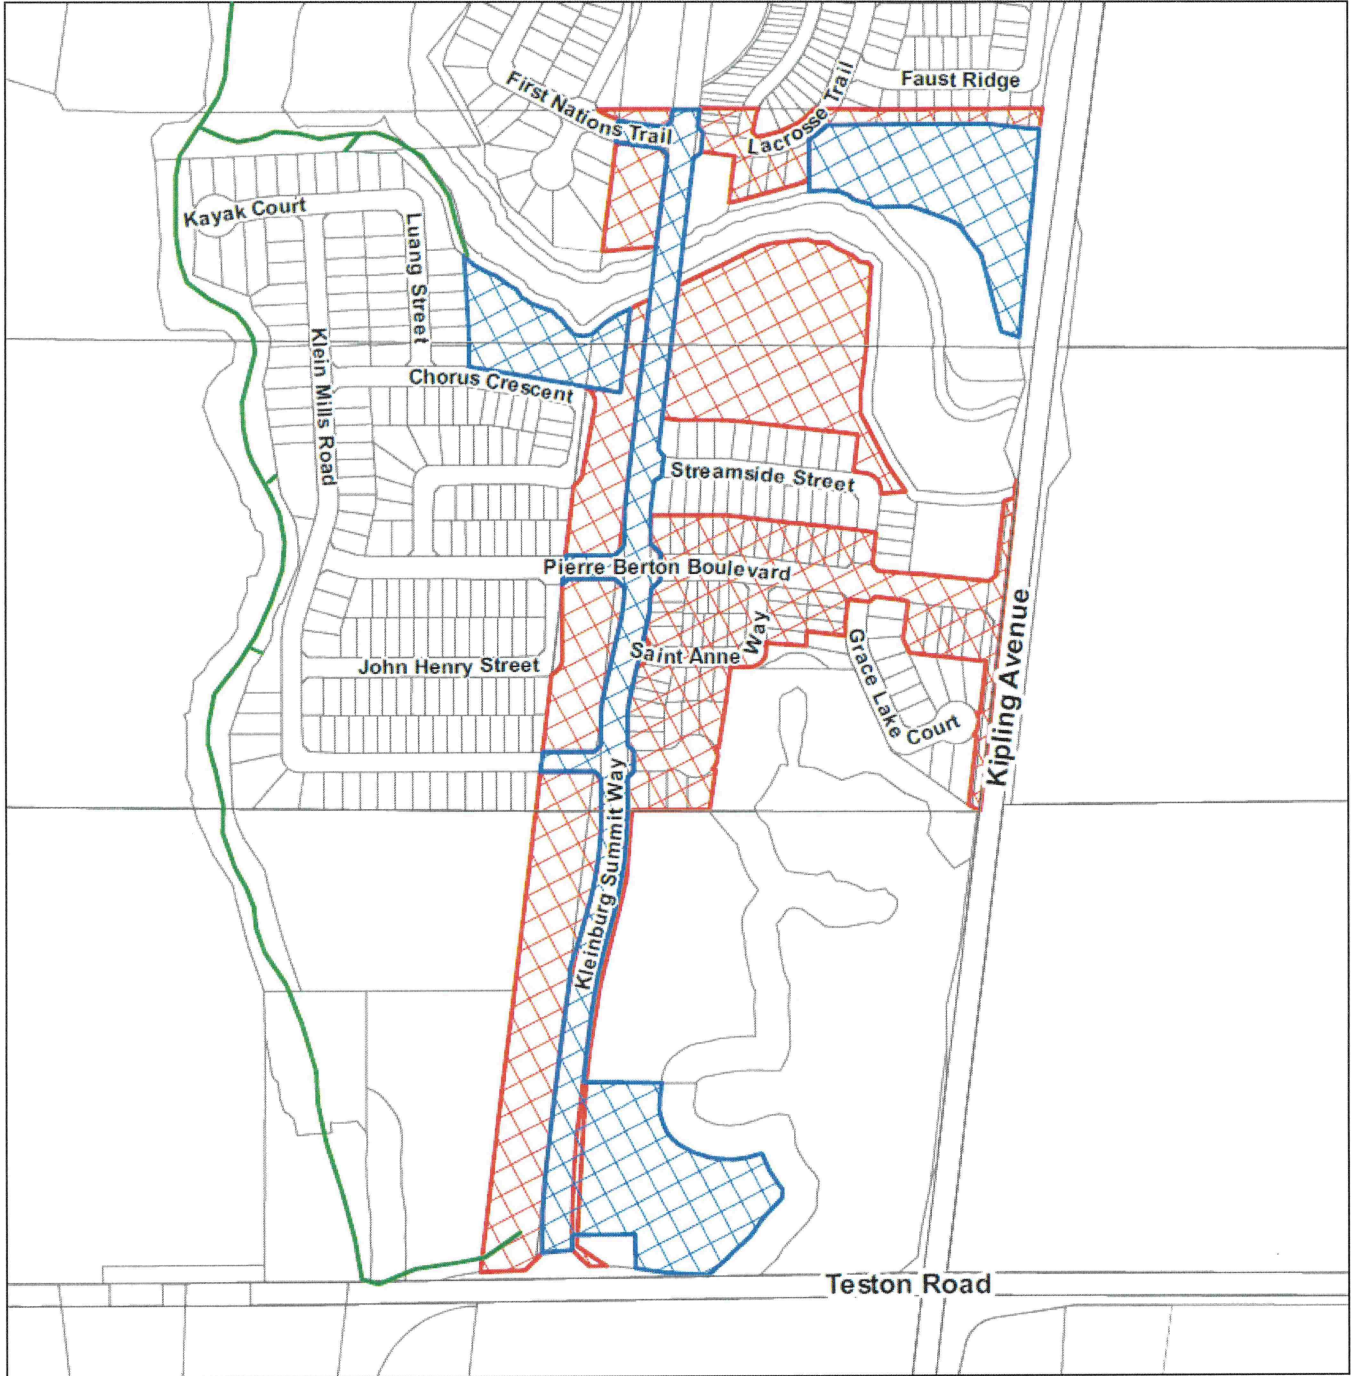 Faust Ridge
First Nations Trail
Lacrosse Trail
Kayak Court
Luang Street
Klein Mills Road
Chorus Crescent
Streamside Street
Pierre Berton Boulevard
Saint Anne Way
John Henry Street
Grace Lake Court
Kipling Avenue
Kleinburg Summit Way
Teston Road